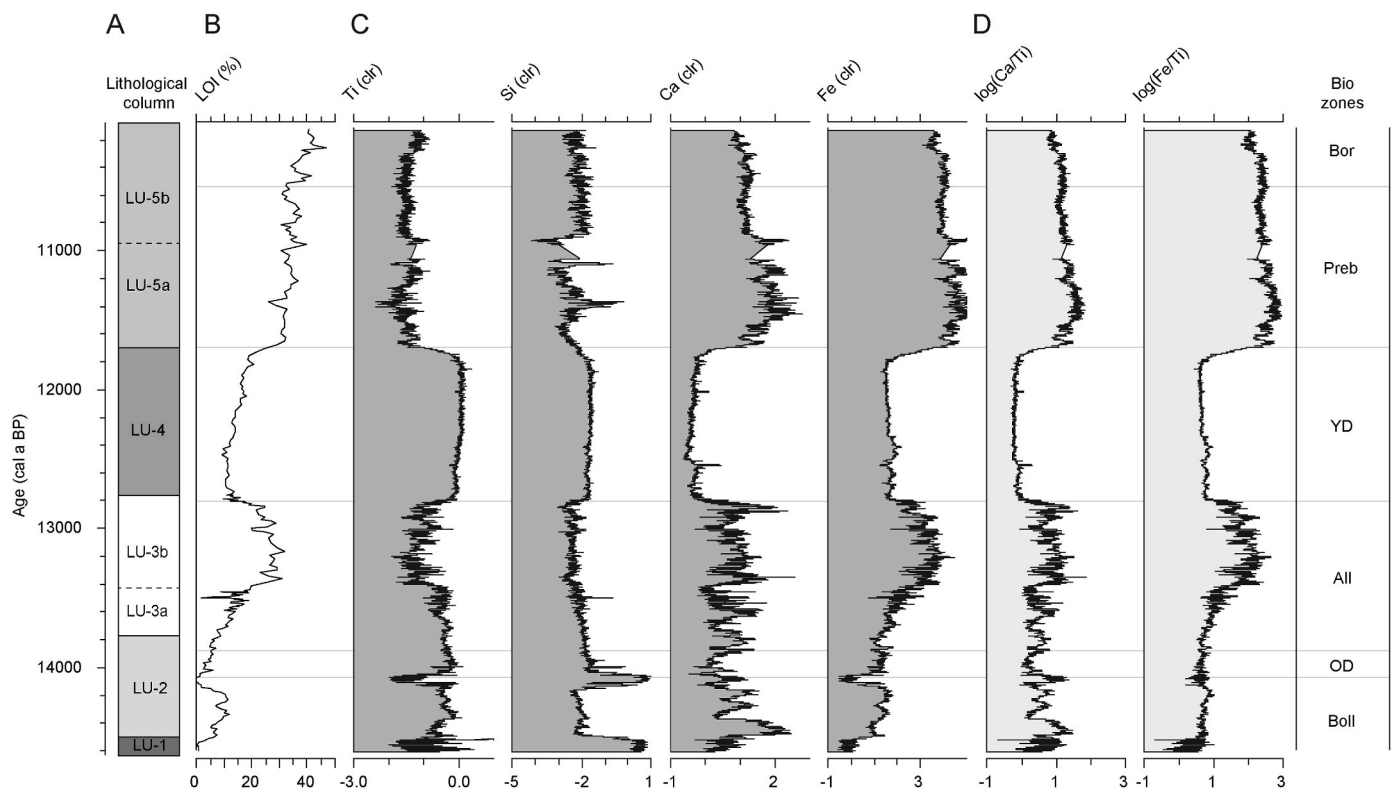 A B C D
Lithological
column
LOI (%)
Ti (clr)
Si (clr)
Ca (clr)
Fe (clr)
log(Ca/Ti)
log(Fe/Ti)
Bio
zones
LU-5b
Bor
11000
LU-5a
Preb
12000
LU-4
YD
Age (cal a BP)
13000
LU-3b
All
LU-3a
14000
OD
LU-2
Boll
LU-1
0 20 40 -3.0 0.0 -5 -2 1 -1 2 3 -1 1 3 -1 1 3